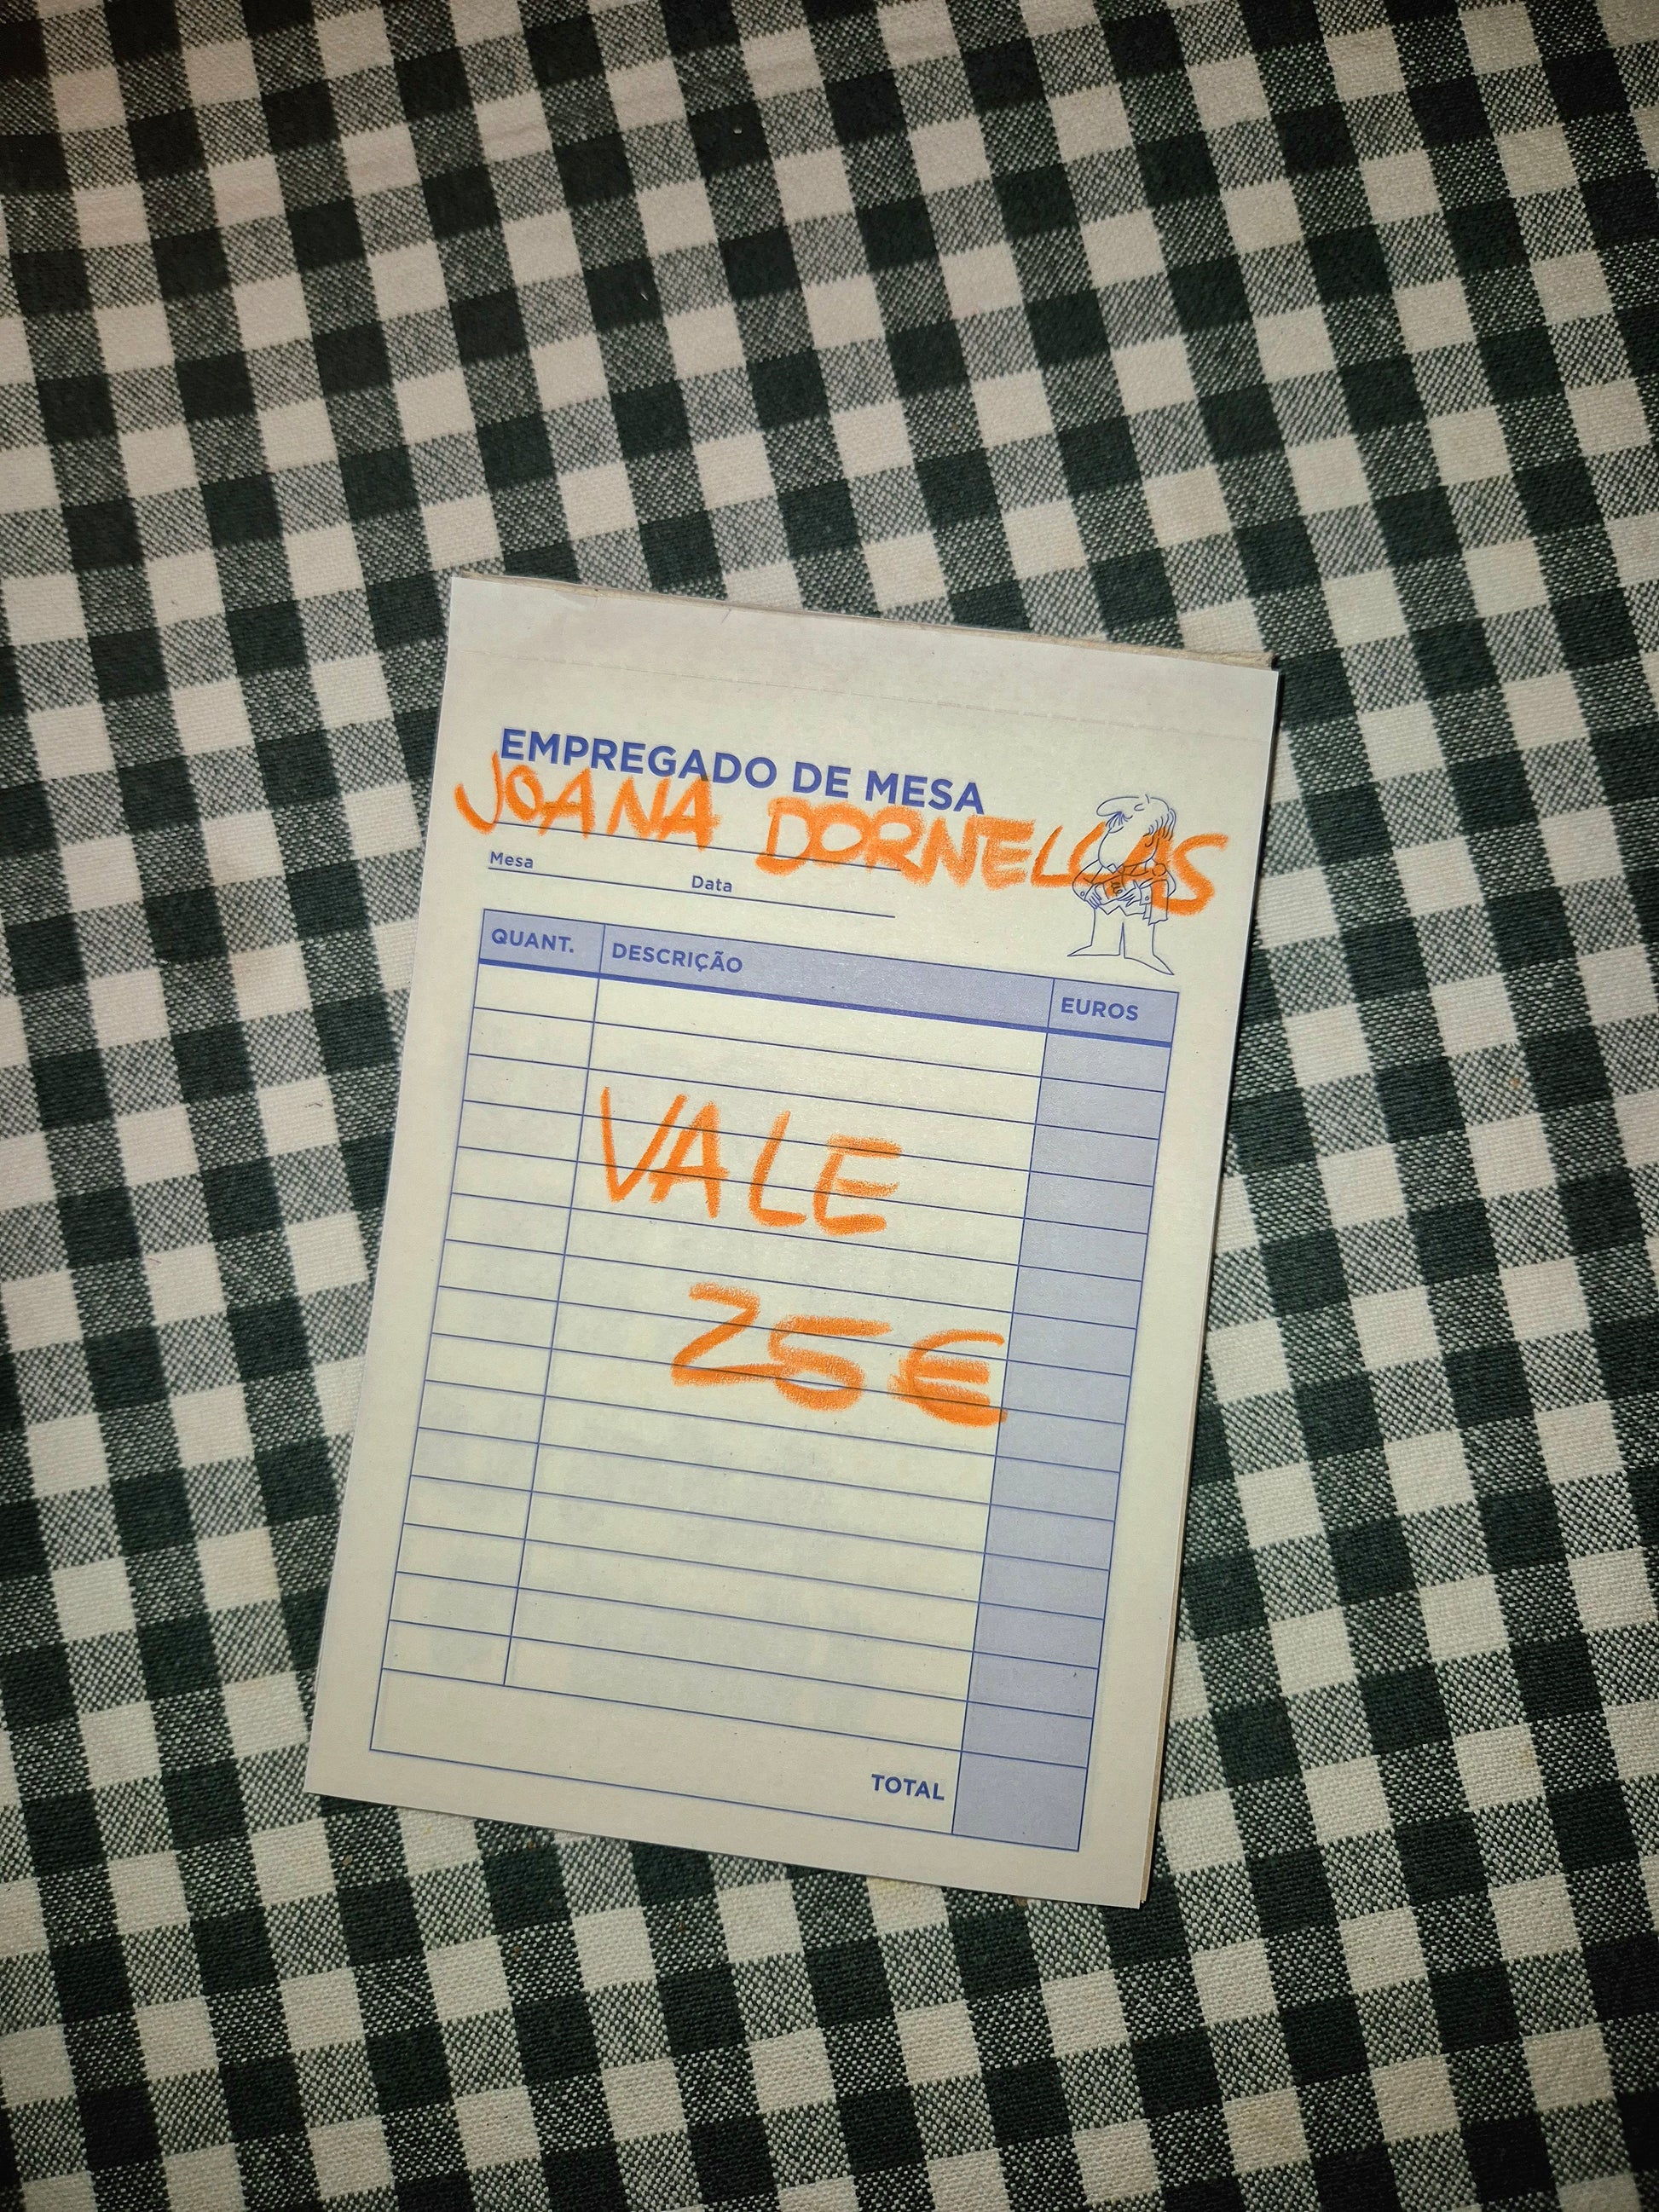 EMPREGADO DE MESA
JOANA DORNELLAS
Mesa
Data
QUANT. DESCRIÇÃO EUROS
VALE
25€
TOTAL